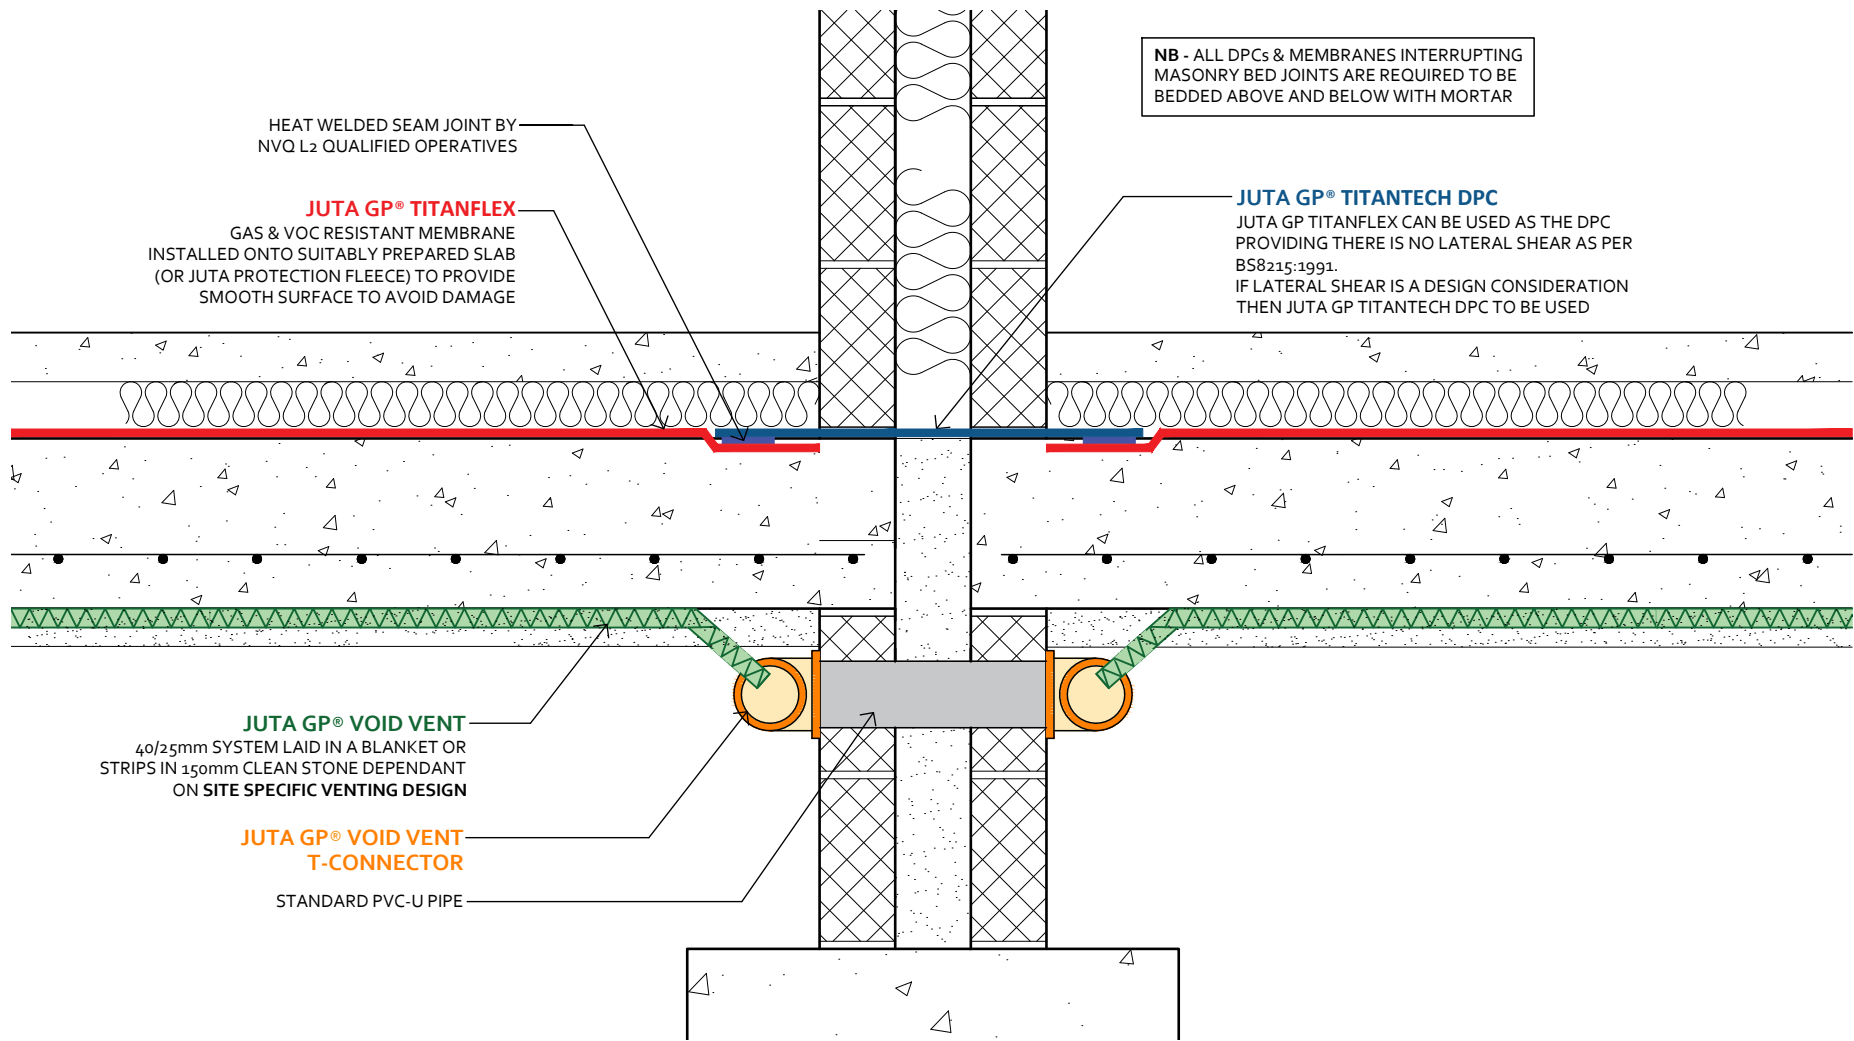 NB - ALL DPCs & MEMBRANES INTERRUPTING
MASONRY BED JOINTS ARE REQUIRED TO BE
BEDDED ABOVE AND BELOW WITH MORTAR
HEAT WELDED SEAM JOINT BY
NVQ L2 QUALIFIED OPERATIVES
JUTA GP® TITANFLEX
GAS & VOC RESISTANT MEMBRANE
INSTALLED ONTO SUITABLY PREPARED SLAB
(OR JUTA PROTECTION FLEECE) TO PROVIDE
SMOOTH SURFACE TO AVOID DAMAGE
JUTA GP® TITANTECH DPC
JUTA GP TITANFLEX CAN BE USED AS THE DPC
PROVIDING THERE IS NO LATERAL SHEAR AS PER
BS8215:1991.
IF LATERAL SHEAR IS A DESIGN CONSIDERATION
THEN JUTA GP TITANTECH DPC TO BE USED
JUTA GP® VOID VENT
40/25mm SYSTEM LAID IN A BLANKET OR
STRIPS IN 150mm CLEAN STONE DEPENDANT
ON SITE SPECIFIC VENTING DESIGN
JUTA GP® VOID VENT
T-CONNECTOR
STANDARD PVC-U PIPE